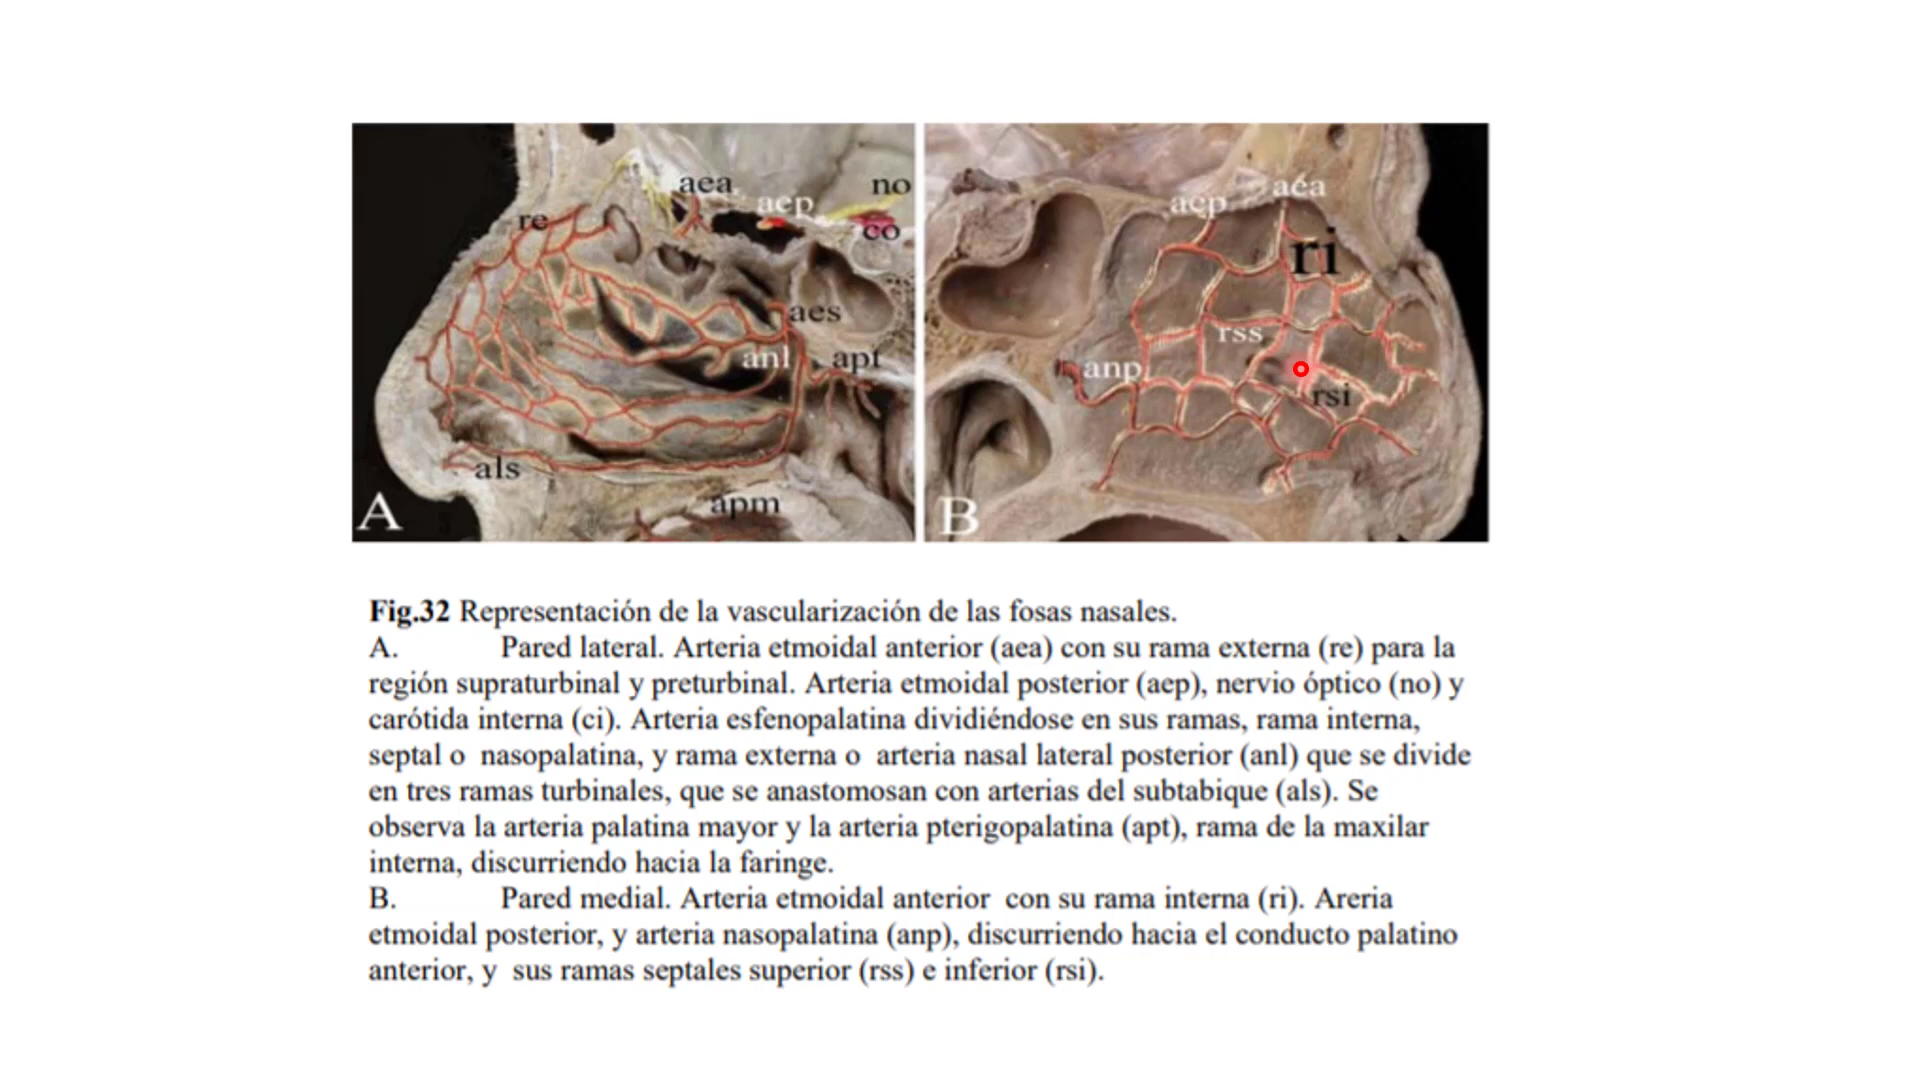 aea
no
aep
re
co
aes
anl
apt
als
apm
A
aea
aep
ri
rss
anp
rsi
B
Fig.32 Representación de la vascularización de las fosas nasales.
A. Pared lateral. Arteria etmoidal anterior (aea) con su rama externa (re) para la
región supraturbinal y preturbinal. Arteria etmoidal posterior (aep), nervio óptico (no) y
carótida interna (ci). Arteria esfenopalatina dividiéndose en sus ramas, rama interna,
septal o nasopalatina, y rama externa o arteria nasal lateral posterior (anl) que se divide
en tres ramas turbinales, que se anastomosan con arterias del subtabique (als). Se
observa la arteria palatina mayor y la arteria pterigopalatina (apt), rama de la maxilar
interna, discurriendo hacia la faringe.
B. Pared medial. Arteria etmoidal anterior con su rama interna (ri). Areria
etmoidal posterior, y arteria nasopalatina (anp), discurriendo hacia el conducto palatino
anterior, y sus ramas septales superior (rss) e inferior (rsi).